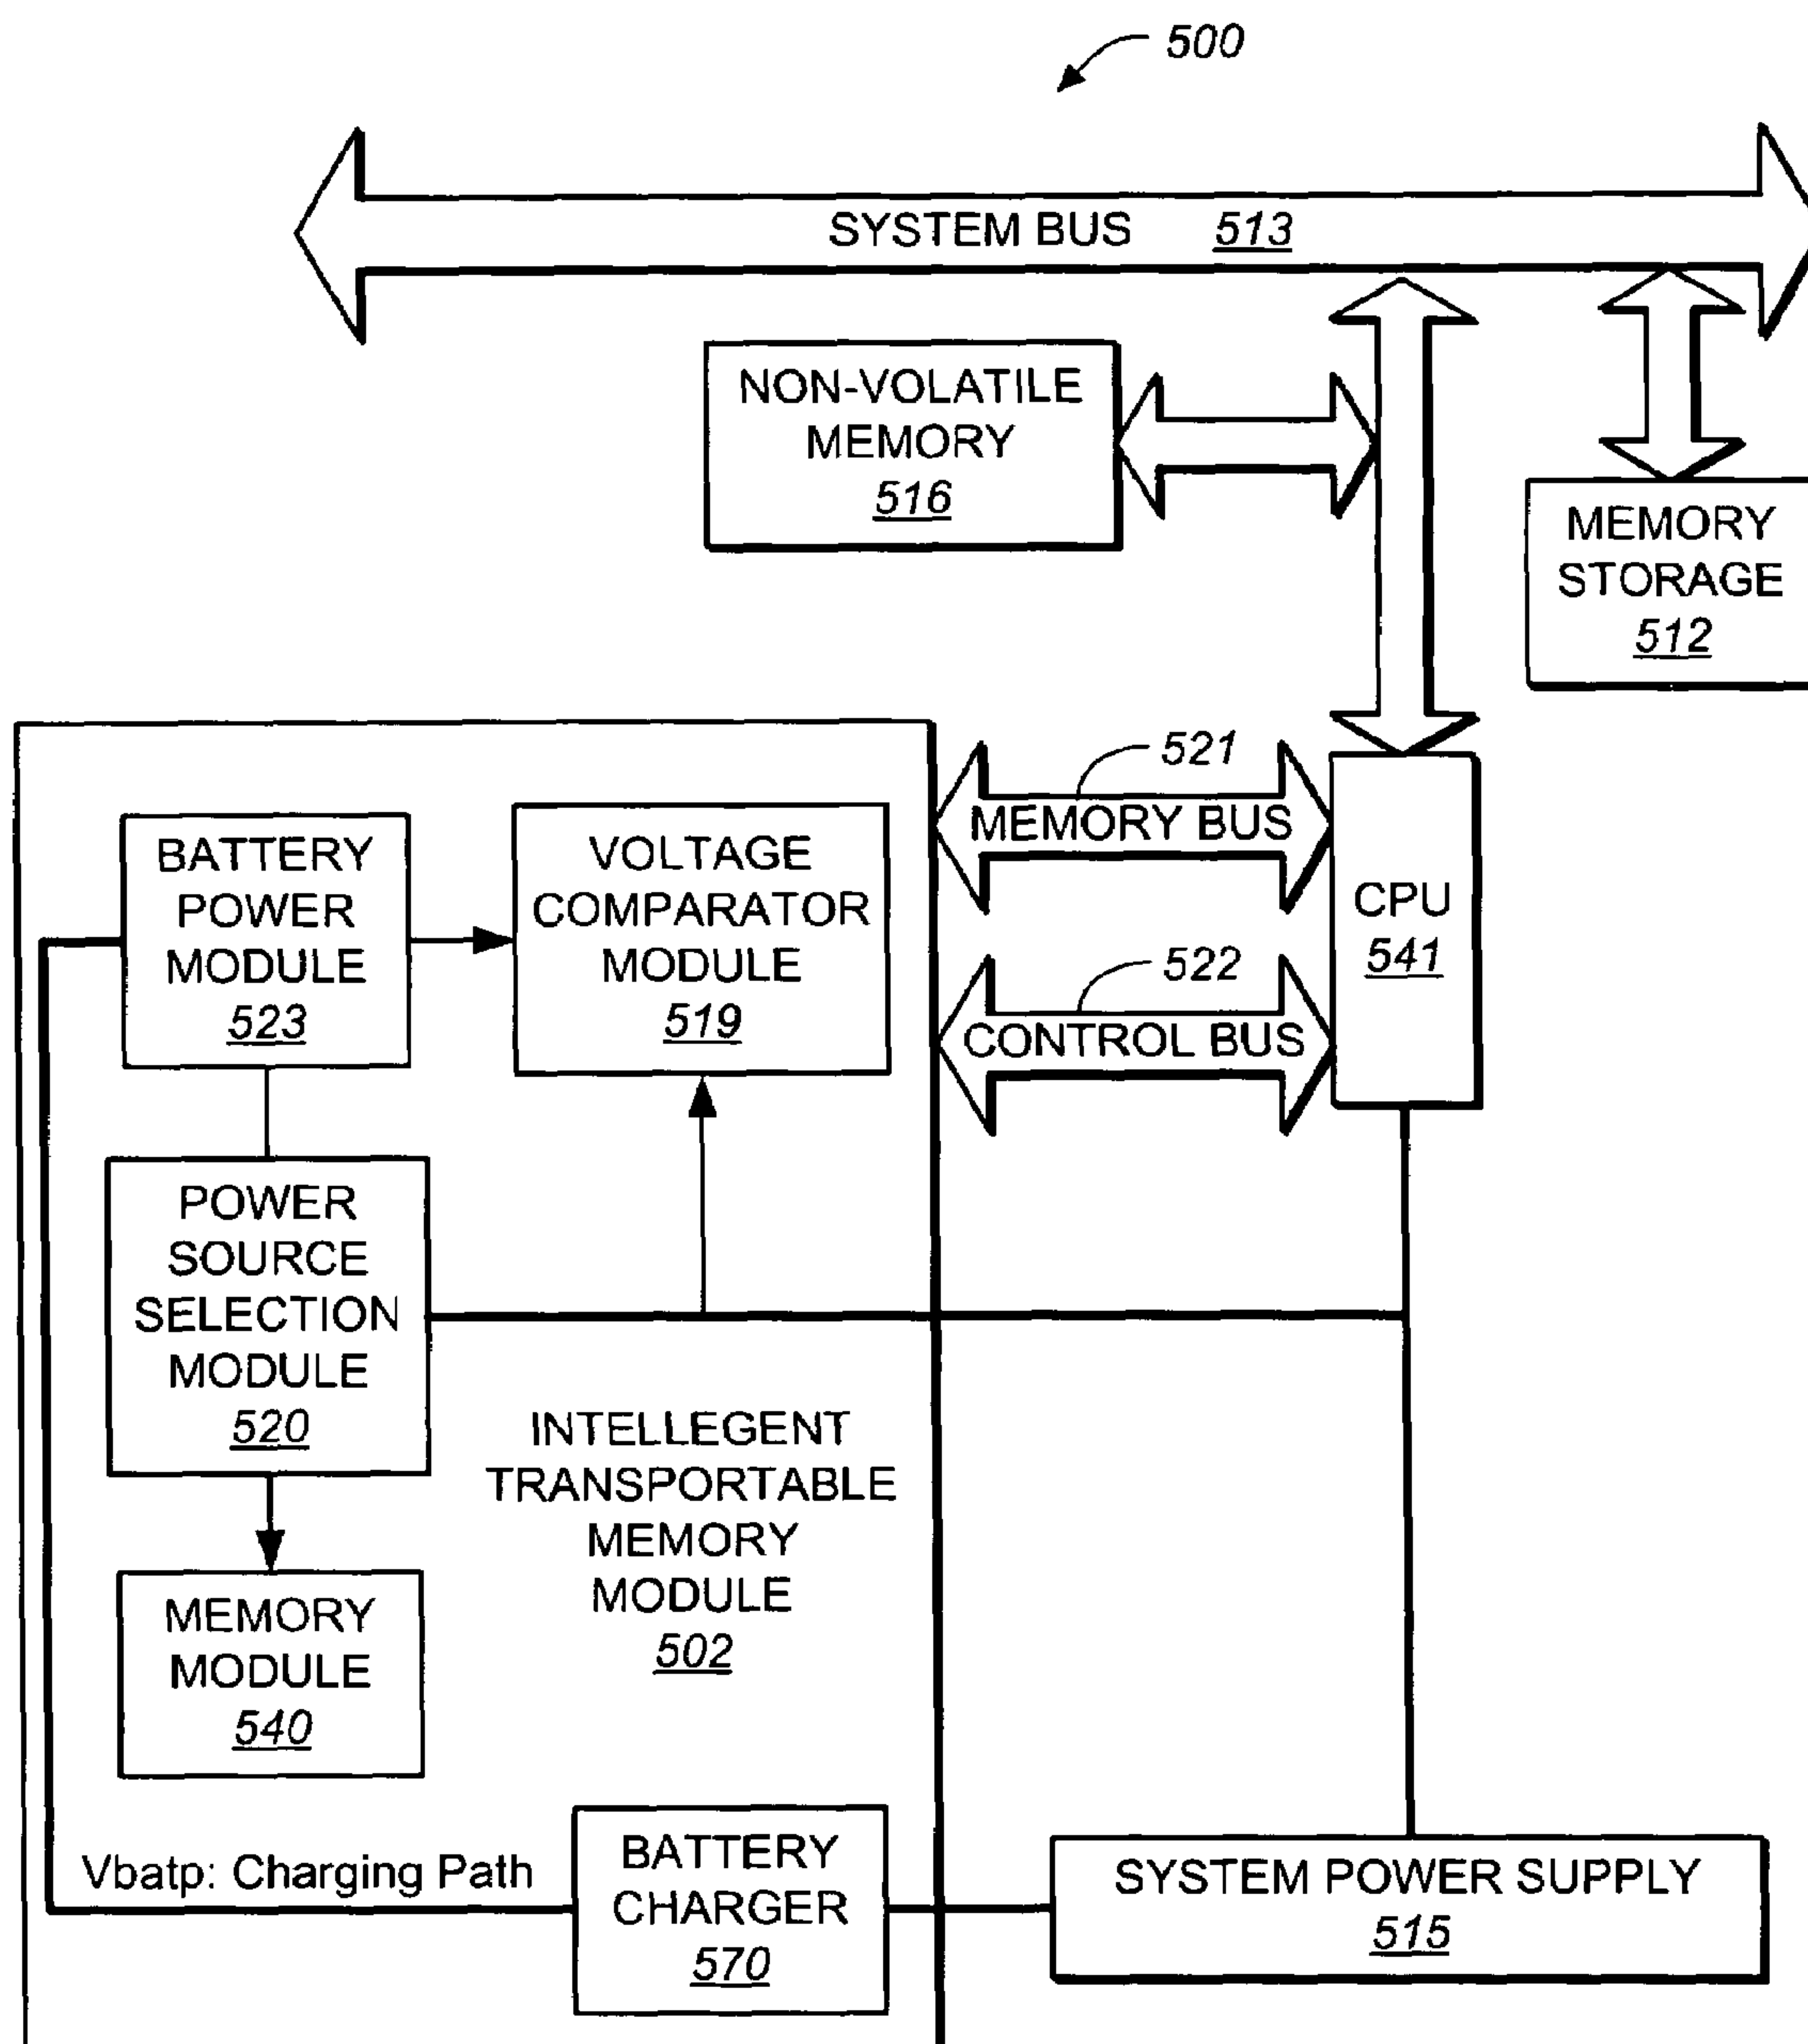 500
SYSTEM BUS 513
NON-VOLATILE
MEMORY
516
MEMORY
STORAGE
512
521
MEMORY BUS
BATTERY
POWER
MODULE
523
VOLTAGE
COMPARATOR
MODULE
519
CPU
541
522
CONTROL BUS
POWER
SOURCE
SELECTION
MODULE
520
INTELLEGENT
TRANSPORTABLE
MEMORY
MODULE
502
MEMORY
MODULE
540
Vbatp: Charging Path
BATTERY
CHARGER
570
SYSTEM POWER SUPPLY
515